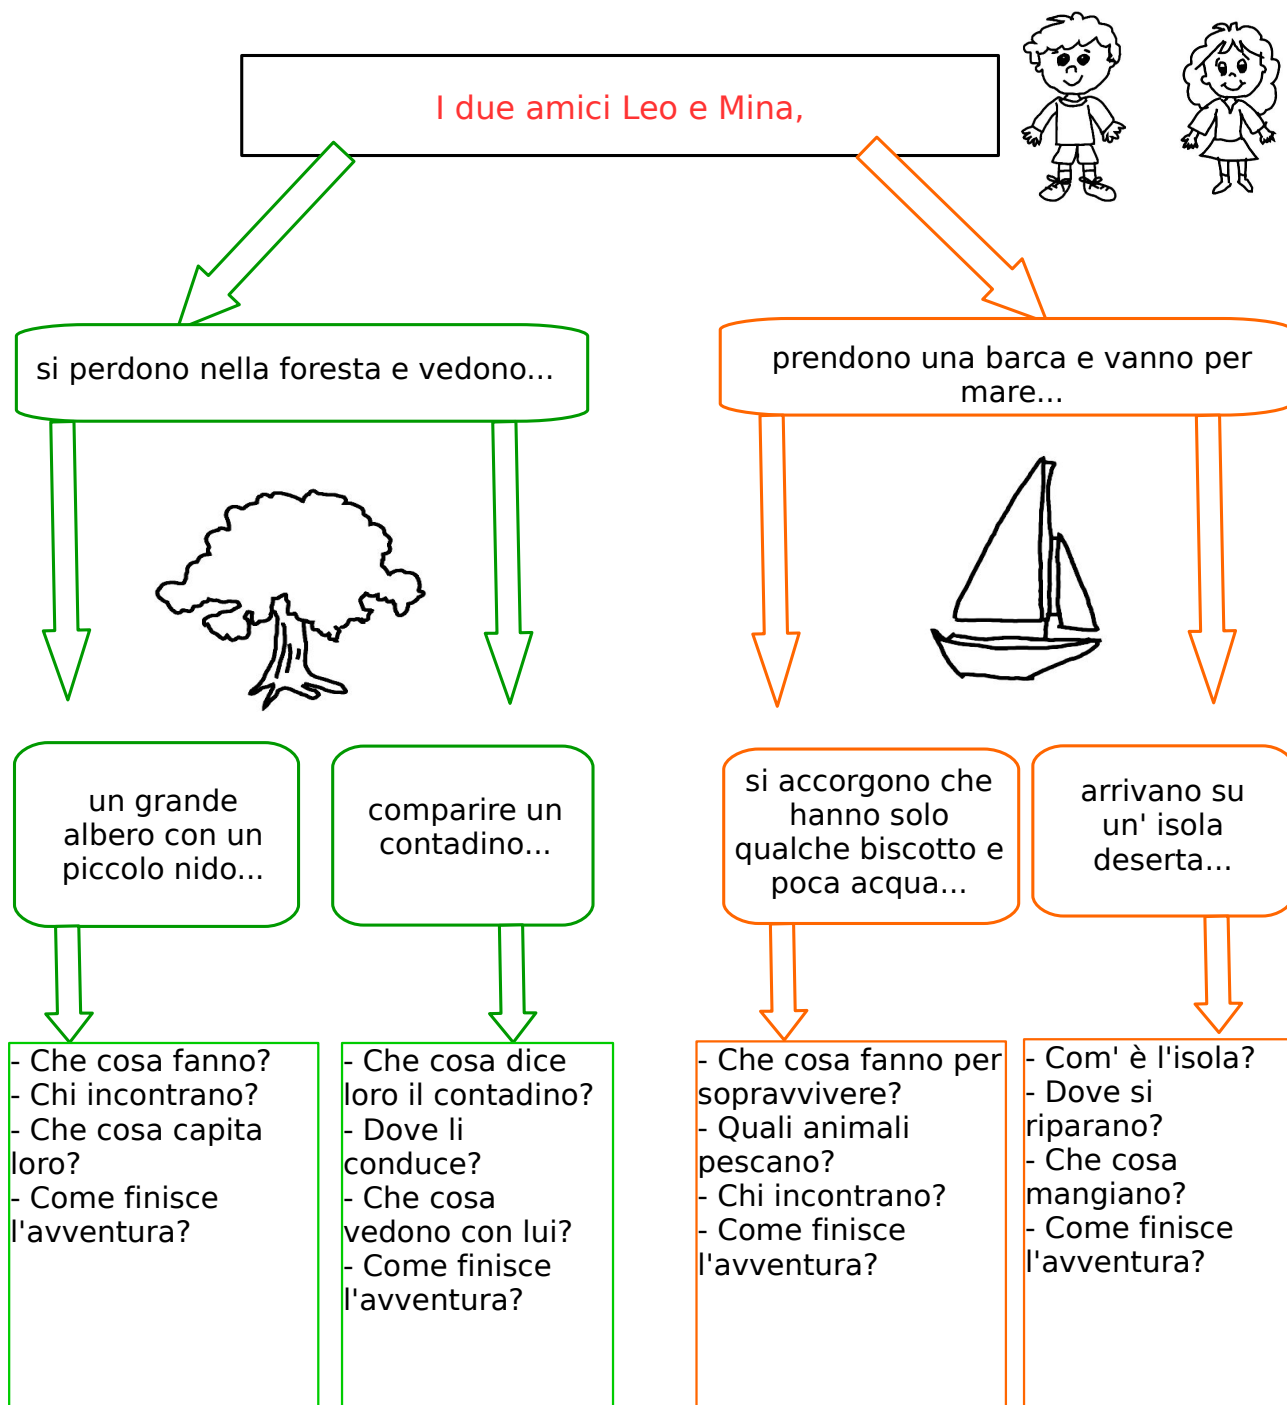 I due amici Leo e Mina,
si perdono nella foresta e vedono...
prendono una barca e vanno per
mare...
un grande
albero con un
piccolo nido...
comparire un
contadino...
si accorgono che
hanno solo
qualche biscotto e
poca acqua...
arrivano su
un' isola
deserta...
- Che cosa fanno?
- Chi incontrano?
- Che cosa capita
loro?
- Come finisce
l'avventura?
- Che cosa dice
loro il contadino?
- Dove li
conduce?
- Che cosa
vedono con lui?
- Come finisce
l'avventura?
- Che cosa fanno per
sopravvivere?
- Quali animali
pescano?
- Chi incontrano?
- Come finisce
l'avventura?
- Com' è l'isola?
- Dove si
riparano?
- Che cosa
mangiano?
- Come finisce
l'avventura?